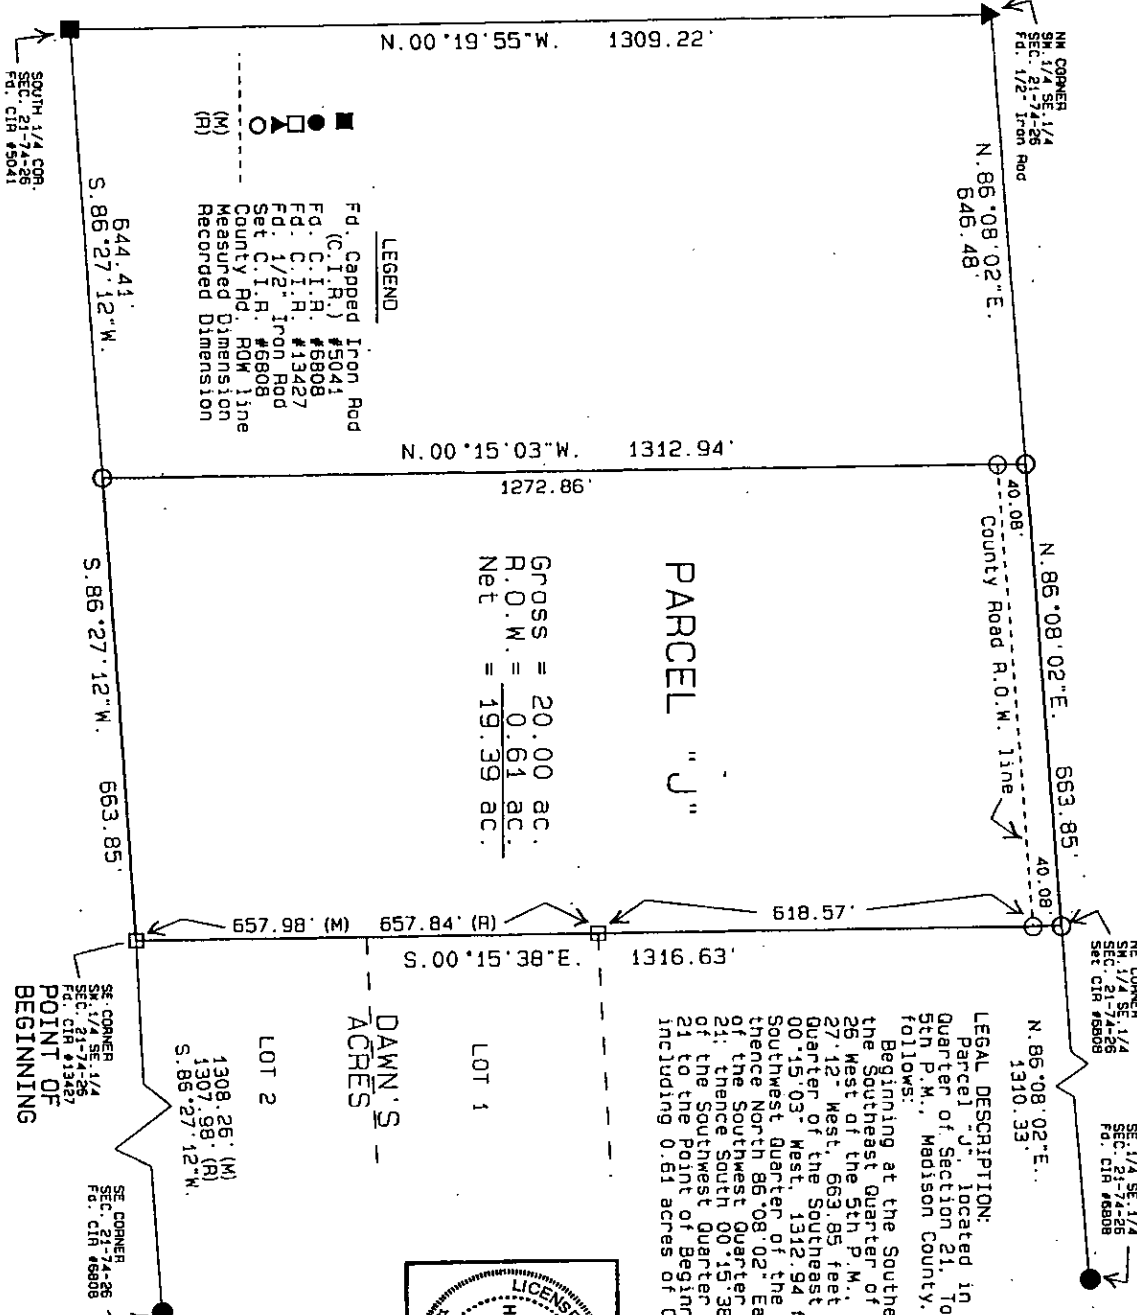 NW CORNER
SW.1/4 SE.1/4
SEC. 21-74-26
Fd. 1/2" Iron Rod
N.86°08'02"E.
646.48'
N.00°19'55"W. 1309.22'
SOUTH 1/4 COR.
SEC. 21-74-26
Fd. CIR #5041
644.41'
S.86°27'12"W.
LEGEND
Fd. Capped Iron Rod
(C.I.R.) #5041
Fd. C.I.R. #6808
Fd. C.I.R. #13427
Fd. 1/2" Iron Rod
Set C.I.R. #6808
County Rd. ROW line
(M) Measured Dimension
(R) Recorded Dimension
N.00°15'03"W. 1312.94'
1272.86'
40.08'
N.86°08'02"E. 663.85'
County Road R.O.W. line
40.08'
PARCEL "J"
Gross = 20.00 ac.
R.O.W. = 0.61 ac.
Net = 19.39 ac.
S.86°27'12"W. 663.85'
657.98' (M) 657.84' (R)
618.57'
S.00°15'38"E. 1316.63'
NE CORNER
SW.1/4 SE.1/4
SEC. 21-74-26
Set CIR #6808
N.86°08'02"E.
1310.33'
SE.1/4 SE.1/4
SEC. 21-74-26
Fd. CIR #6808
LEGAL DESCRIPTION:
Parcel "J", located in
Quarter of Section 21, To
5th P.M., Madison County,
follows:
Beginning at the Southe
the Southeast Quarter of
26 West of the 5th P.M.,
27'12" West, 663.85 feet
Quarter of the Southeast
00°15'03" West, 1312.94 f
Southwest Quarter of the
thence North 86°08'02" Ea
of the Southwest Quarter
21; thence South 00°15'38
of the Southwest Quarter
21 to the Point of Beginn
including 0.61 acres of C
LOT 1
DAWN'S
ACRES
LOT 2
1308.26' (M)
1307.98' (R)
S.86°27'12"W.
SE CORNER
SW.1/4 SE.1/4
SEC. 21-74-26
Fd. CIR #13427
POINT OF
BEGINNING
SE CORNER
SEC. 21-74-26
Fd. CIR #6808
LICENSE